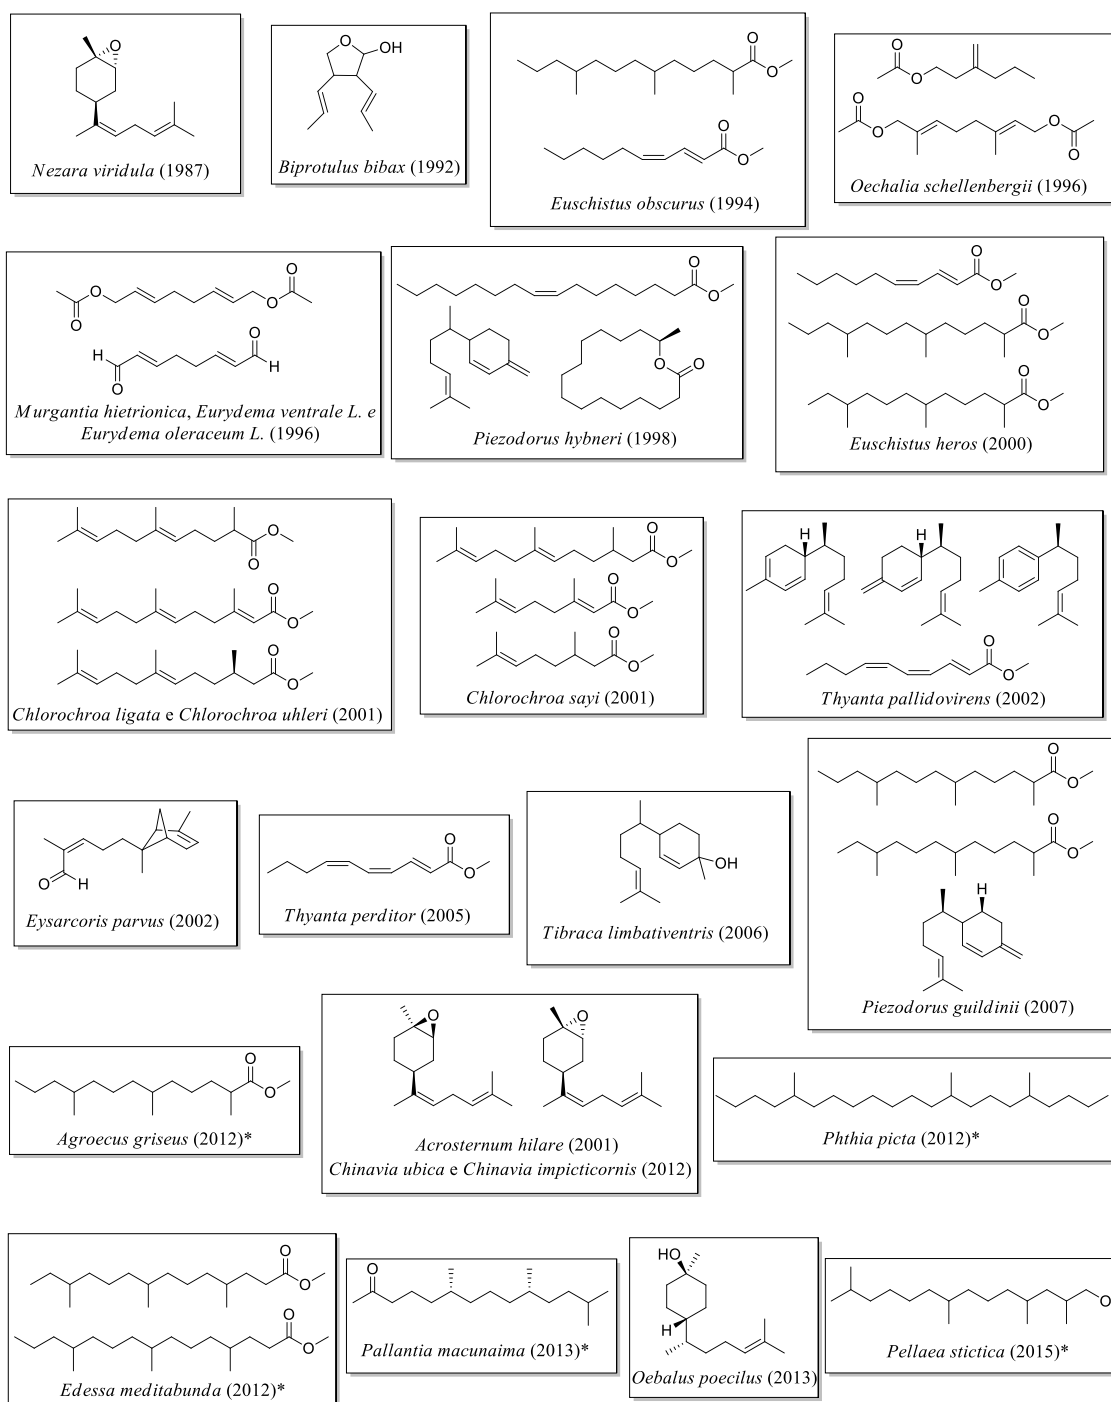 Nezara viridula (1987)
Biprotulus bibax (1992)
Euschistus obscurus (1994)
Oechalia schellenbergii (1996)
Murgantia hietrionica, Eurydema ventrale L. e
Eurydema oleraceum L. (1996)
Piezodorus hybneri (1998)
Euschistus heros (2000)
Chlorochroa ligata e Chlorochroa uhleri (2001)
Chlorochroa sayi (2001)
Thyanta pallidovirens (2002)
Eysarcoris parvus (2002)
Thyanta perditor (2005)
Tibraca limbativentris (2006)
Piezodorus guildinii (2007)
Agroecus griseus (2012)*
Acrosternum hilare (2001)
Chinavia ubica e Chinavia impicticornis (2012)
Phthia picta (2012)*
Edessa meditabunda (2012)*
Pallantia macunaima (2013)*
Oebalus poecilus (2013)
Pellaea stictica (2015)*